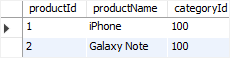 productId productName categoryId
1 iPhone 100
2 Galaxy Note 100